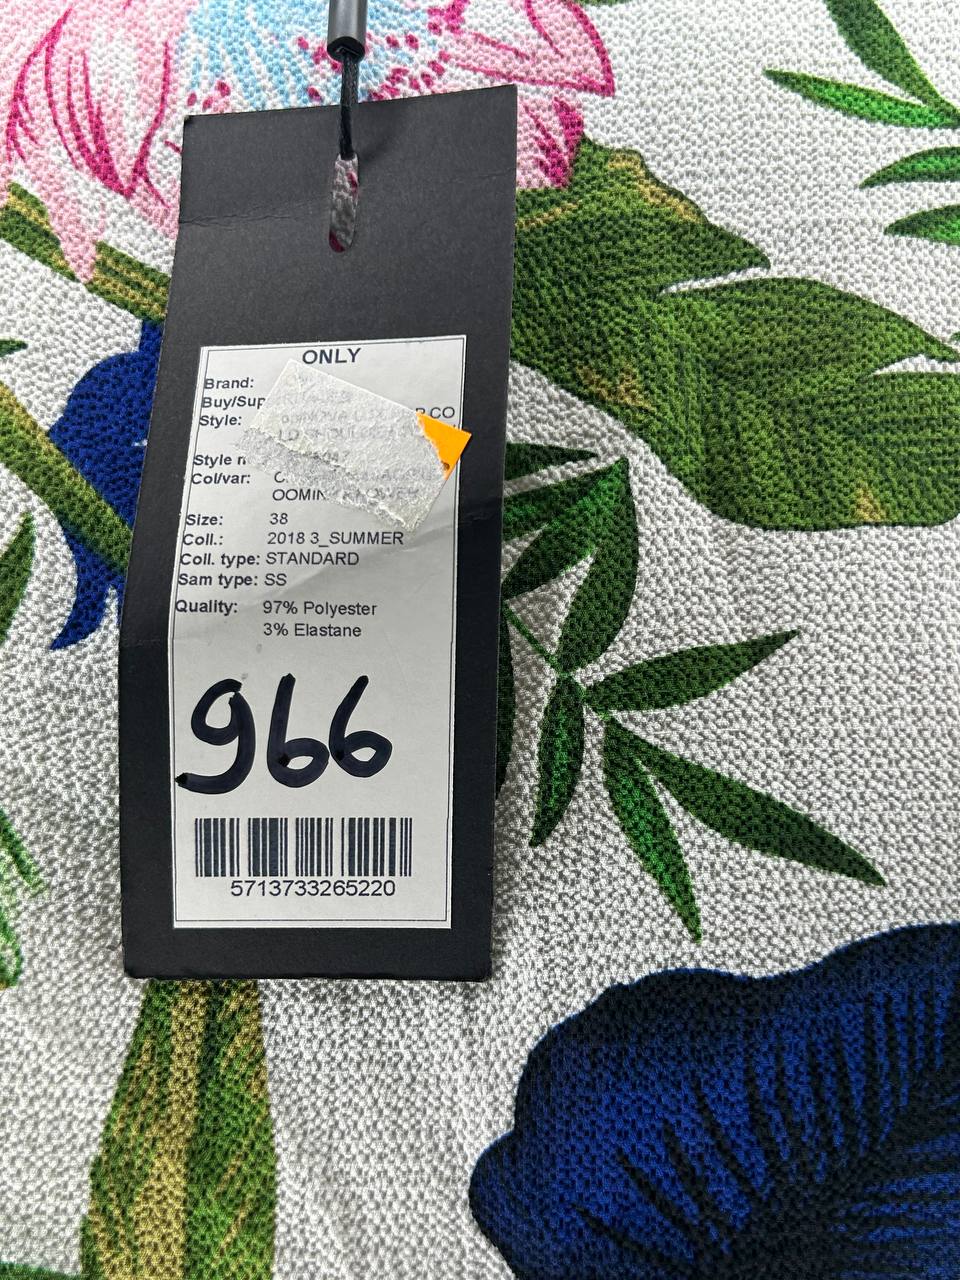 ONLY
Brand:
Buy/Sup
Style: CO
Style n
Col/var:
OOMIN
Size: 38
Coll.: 2018 3_SUMMER
Coll. type: STANDARD
Sam type: SS
Quality: 97% Polyester
3% Elastane
966
5713733265220